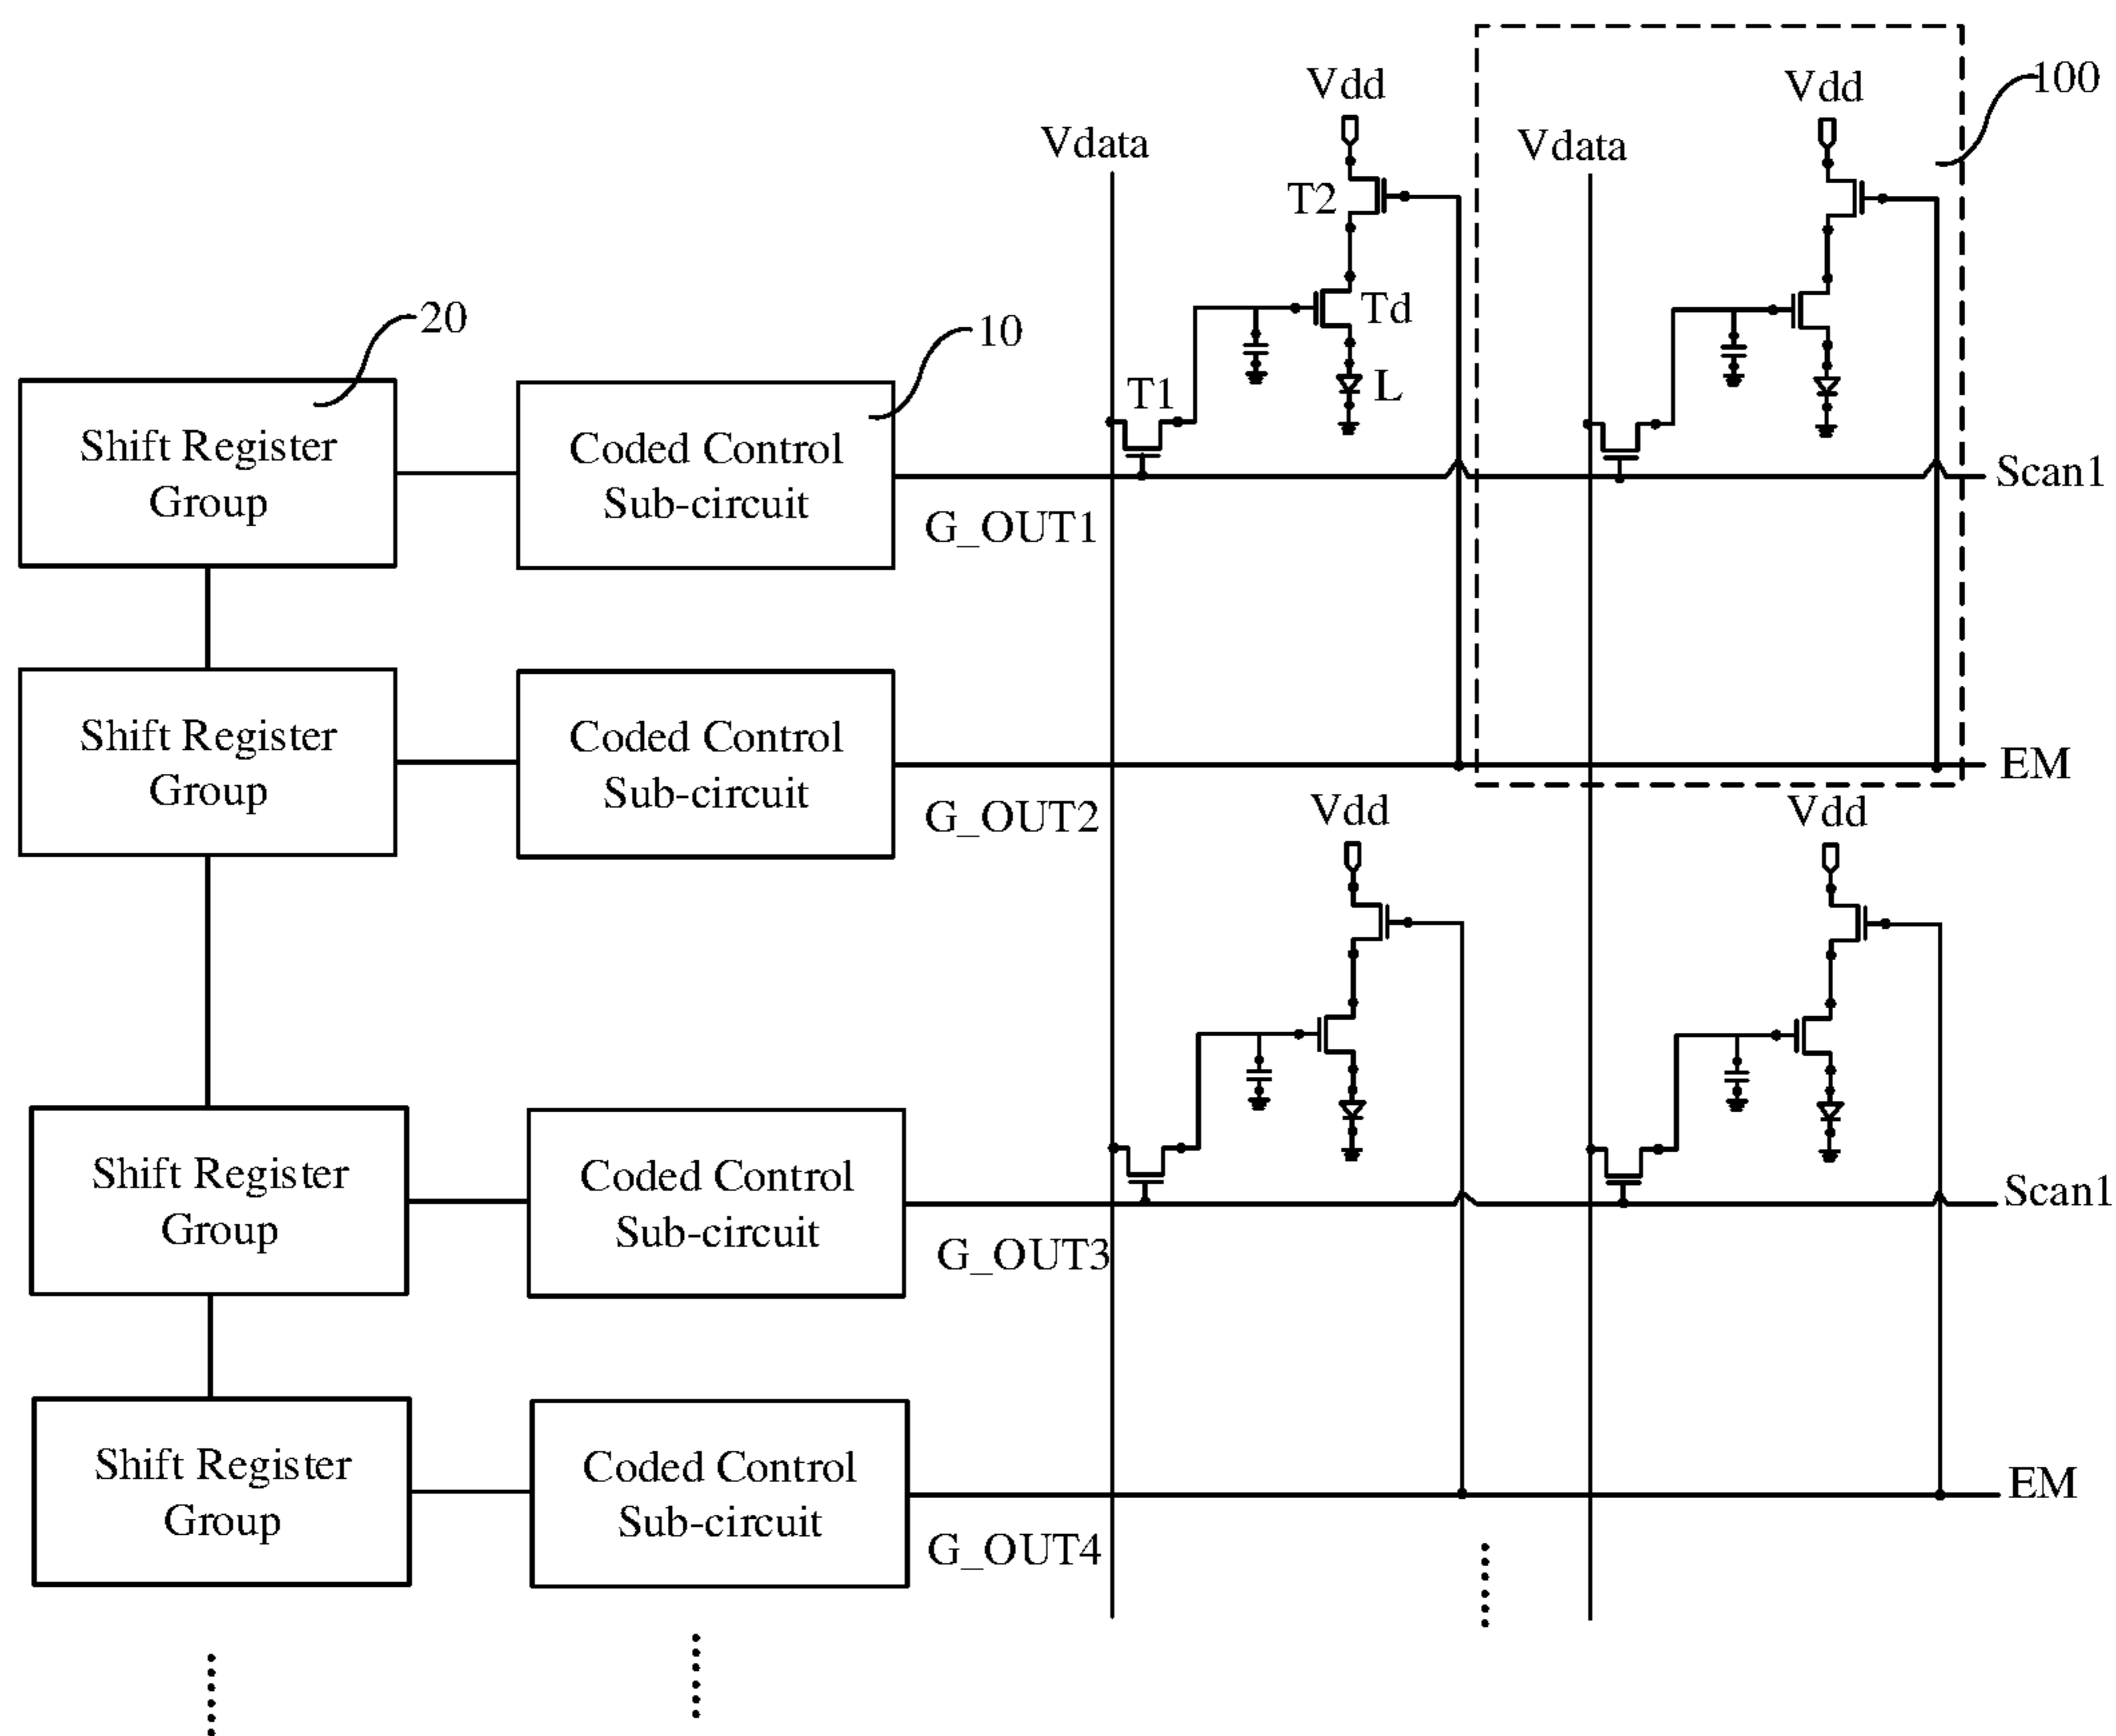 Vdd
Vdd
100
Vdata
Vdata
T2
20
10
Td
T1
L
Shift Register
Group
Coded Control
Sub-circuit
Scan1
G_OUT1
Shift Register
Group
Coded Control
Sub-circuit
EM
G_OUT2
Vdd
Vdd
Shift Register
Group
Coded Control
Sub-circuit
Scan1
G_OUT3
Shift Register
Group
Coded Control
Sub-circuit
EM
G_OUT4